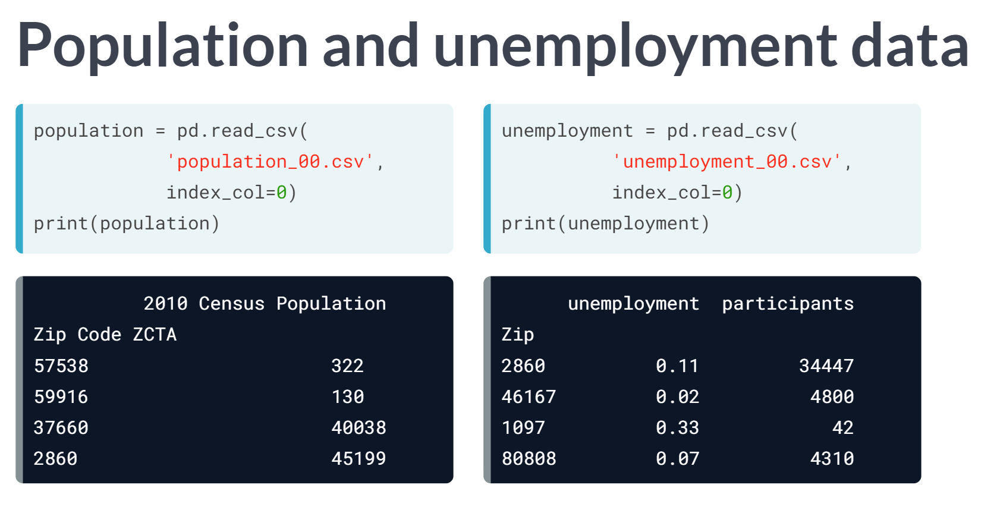 Population and unemployment data
population = pd.read_csv(
'population_00.csv',
index_col=0)
print(population)
unemployment = pd.read_csv(
'unemployment_00.csv',
index_col=0)
print(unemployment)
2010 Census Population
Zip Code ZCTA
57538 322
59916 130
37660 40038
2860 45199
unemployment participants
Zip
2860 0.11 34447
46167 0.02 4800
1097 0.33 42
80808 0.07 4310